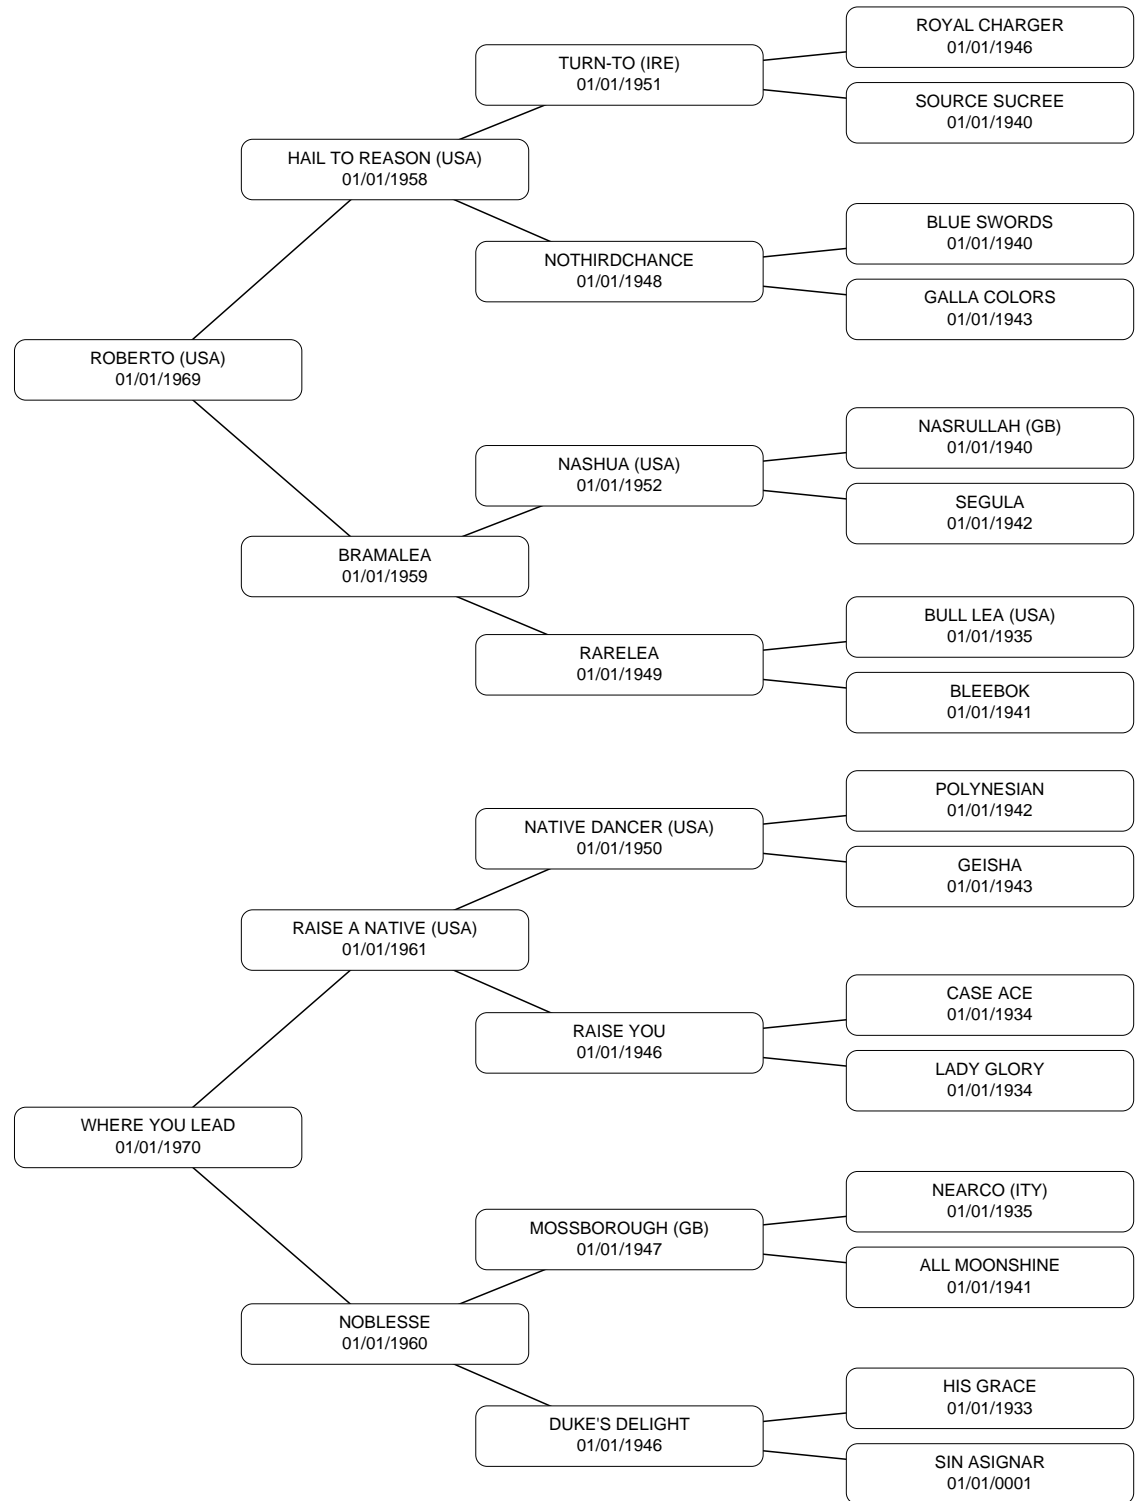 ROYAL CHARGER
01/01/1946
TURN-TO (IRE)
01/01/1951
SOURCE SUCREE
01/01/1940
HAIL TO REASON (USA)
01/01/1958
BLUE SWORDS
01/01/1940
NOTHIRDCHANCE
01/01/1948
GALLA COLORS
01/01/1943
ROBERTO (USA)
01/01/1969
NASRULLAH (GB)
01/01/1940
NASHUA (USA)
01/01/1952
SEGULA
01/01/1942
BRAMALEA
01/01/1959
BULL LEA (USA)
01/01/1935
RARELEA
01/01/1949
BLEEBOK
01/01/1941
POLYNESIAN
01/01/1942
NATIVE DANCER (USA)
01/01/1950
GEISHA
01/01/1943
RAISE A NATIVE (USA)
01/01/1961
CASE ACE
01/01/1934
RAISE YOU
01/01/1946
LADY GLORY
01/01/1934
WHERE YOU LEAD
01/01/1970
NEARCO (ITY)
01/01/1935
MOSSBOROUGH (GB)
01/01/1947
ALL MOONSHINE
01/01/1941
NOBLESSE
01/01/1960
HIS GRACE
01/01/1933
DUKE'S DELIGHT
01/01/1946
SIN ASIGNAR
01/01/0001